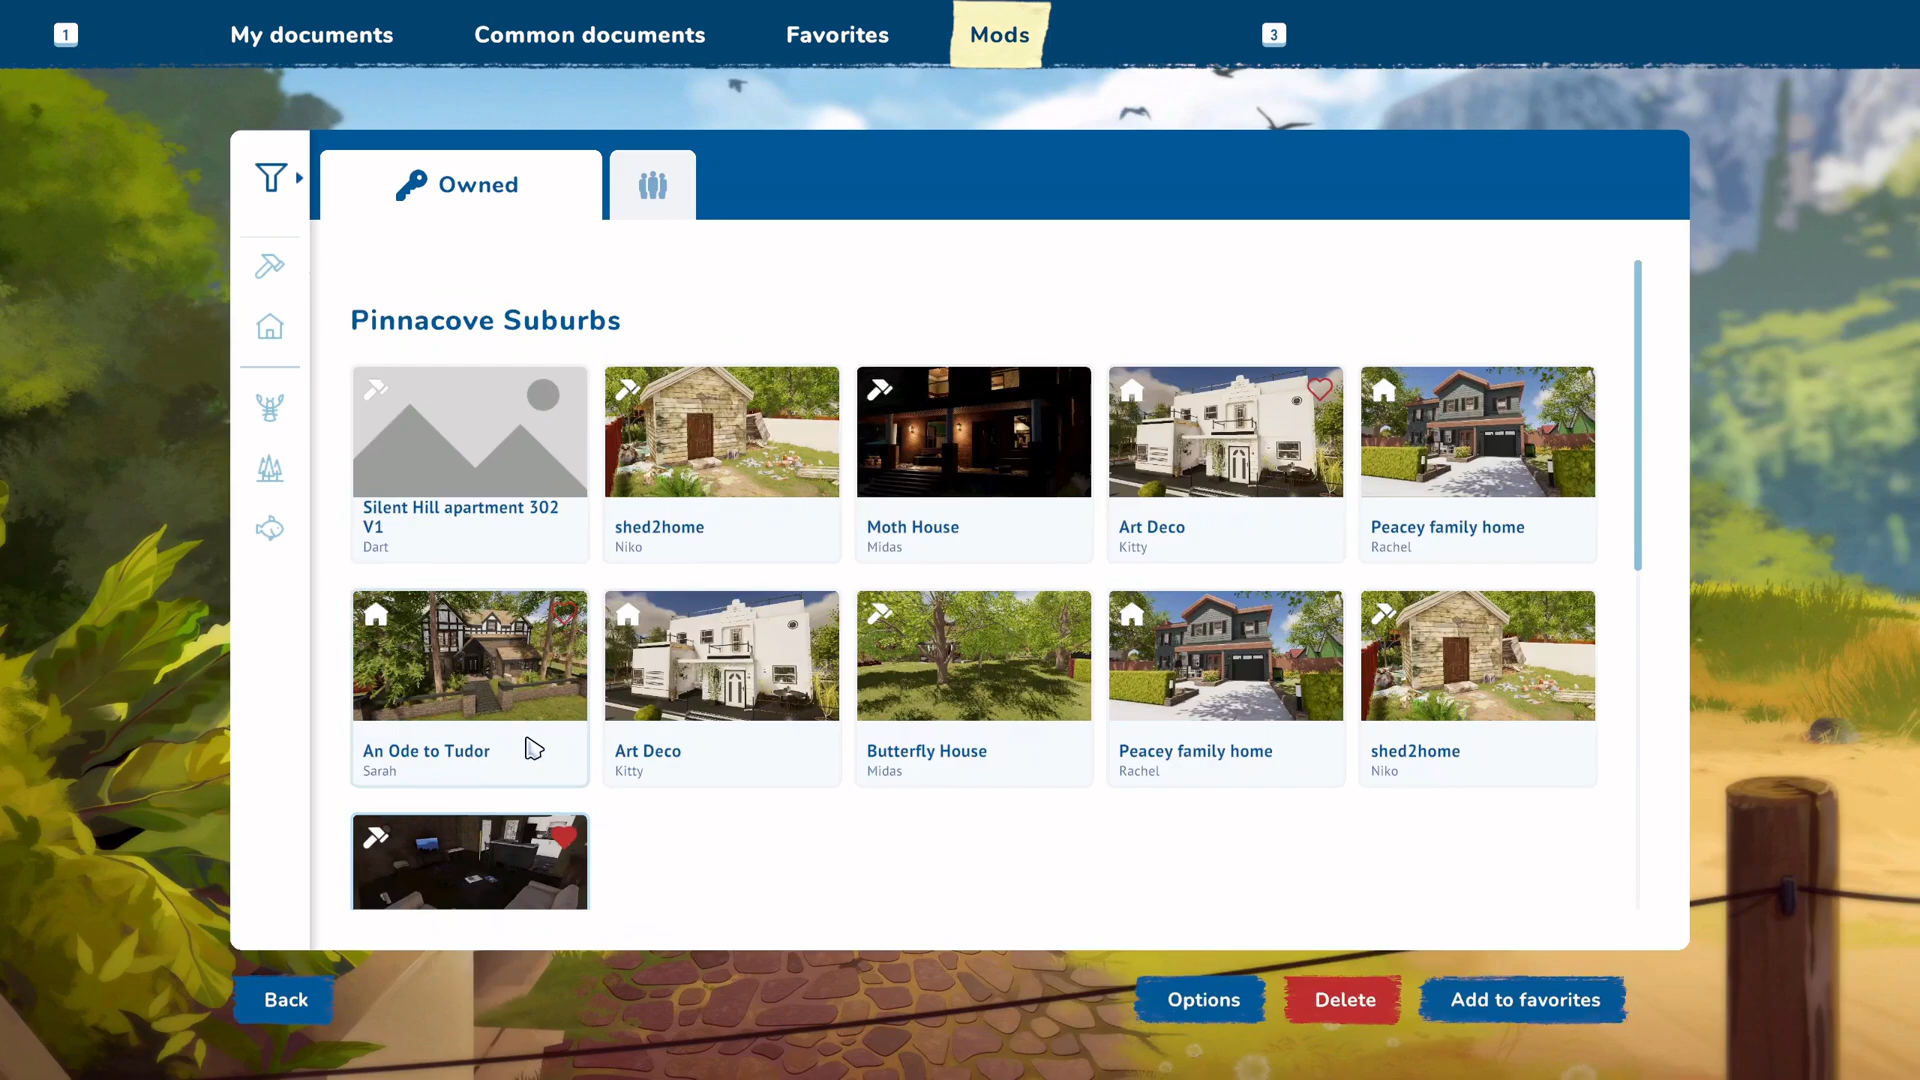 1
My documents
Common documents
Favorites
Mods
3
Owned
Pinnacove Suburbs
Silent Hill apartment 302
V1
Dart
shed2home
Niko
Moth House
Midas
Art Deco
Kitty
Peacey family home
Rachel
An Ode to Tudor
Sarah
Art Deco
Kitty
Butterfly House
Midas
Peacey family home
Rachel
shed2home
Niko
Back
Options
Delete
Add to favorites